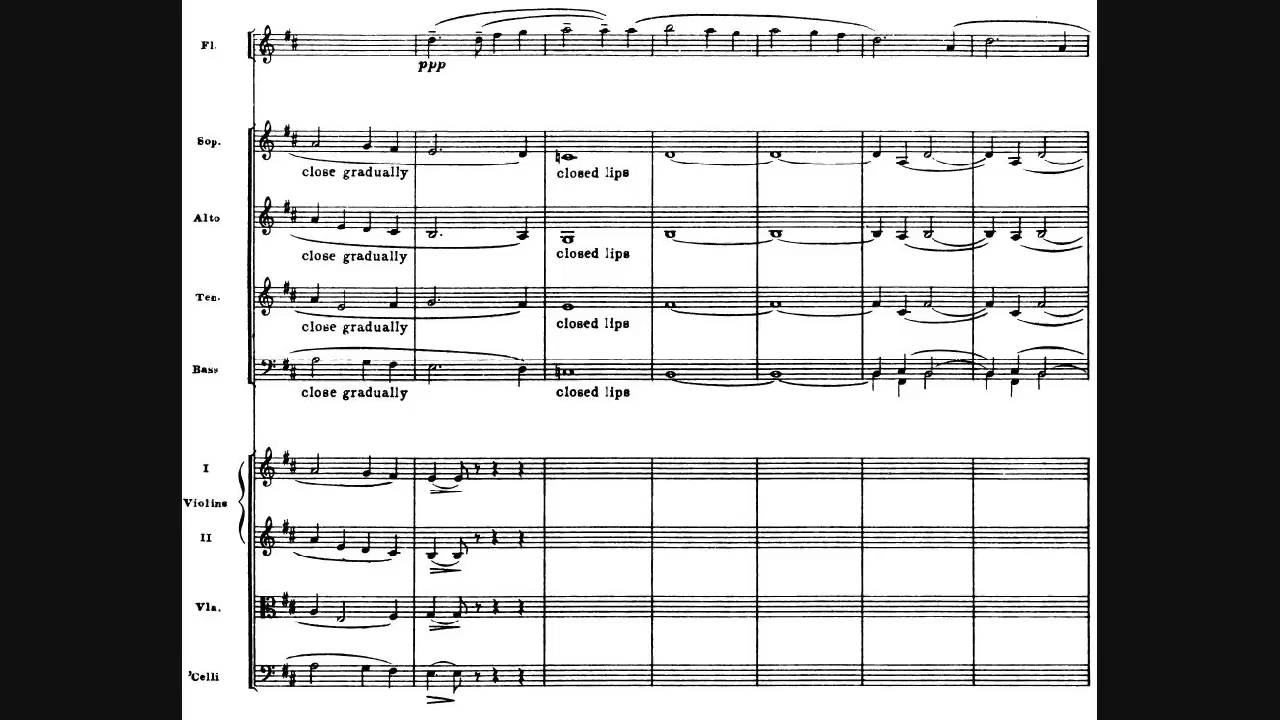 Fl.
ppp
Sop.
close gradually closed lips
Alto
close gradually closed lips
Ten.
close gradually closed lips
Bass
close gradually closed lips
I
Violins
II
Vla.
'Celli